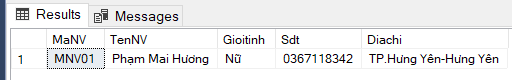 Results Messages
MaNV TenNV Gioitinh Sdt Diachi
1 MNV01 Phạm Mai Hương Nữ 0367118342 TP.Hưng Yên-Hưng Yên